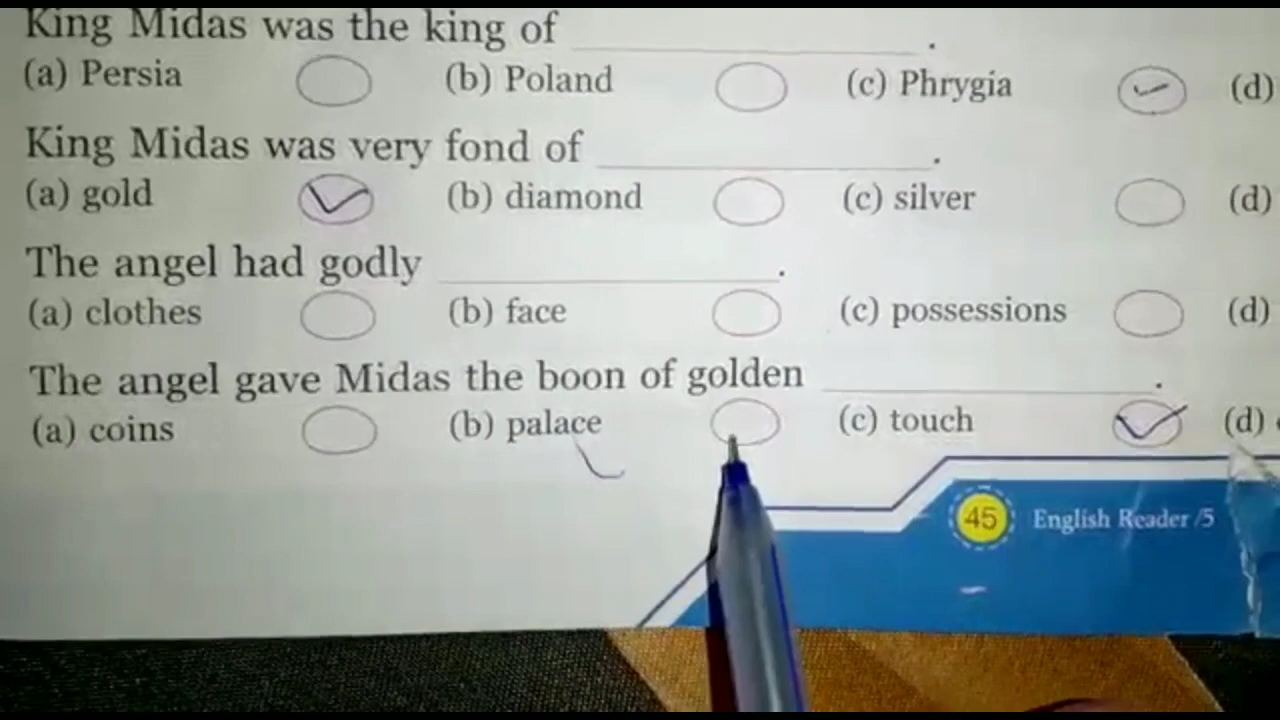 King Midas was the king of ____________.
(a) Persia (b) Poland (c) Phrygia (d)
King Midas was very fond of ____________.
(a) gold (b) diamond (c) silver (d)
The angel had godly ____________.
(a) clothes (b) face (c) possessions (d)
The angel gave Midas the boon of golden ____________.
(a) coins (b) palace (c) touch (d)
45 English Reader /5